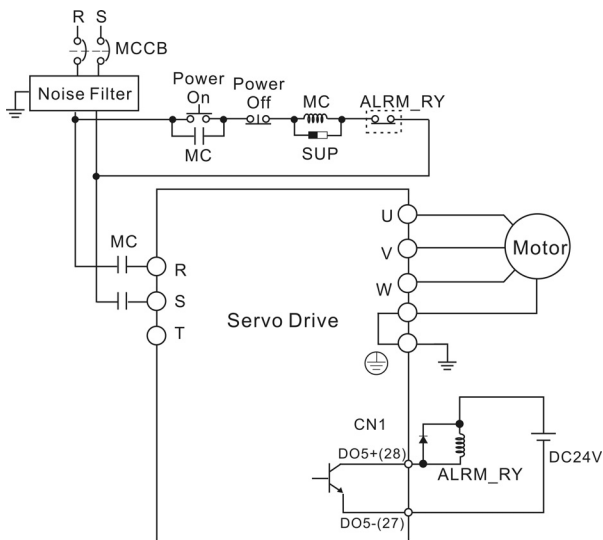 R S
MCCB
Noise Filter
Power On
Power Off
MC
ALRM_RY
MC
SUP
MC
R
S
T
Servo Drive
U
V
W
Motor
CN1
DO5+(28)
ALRM_RY
DC24V
DO5-(27)